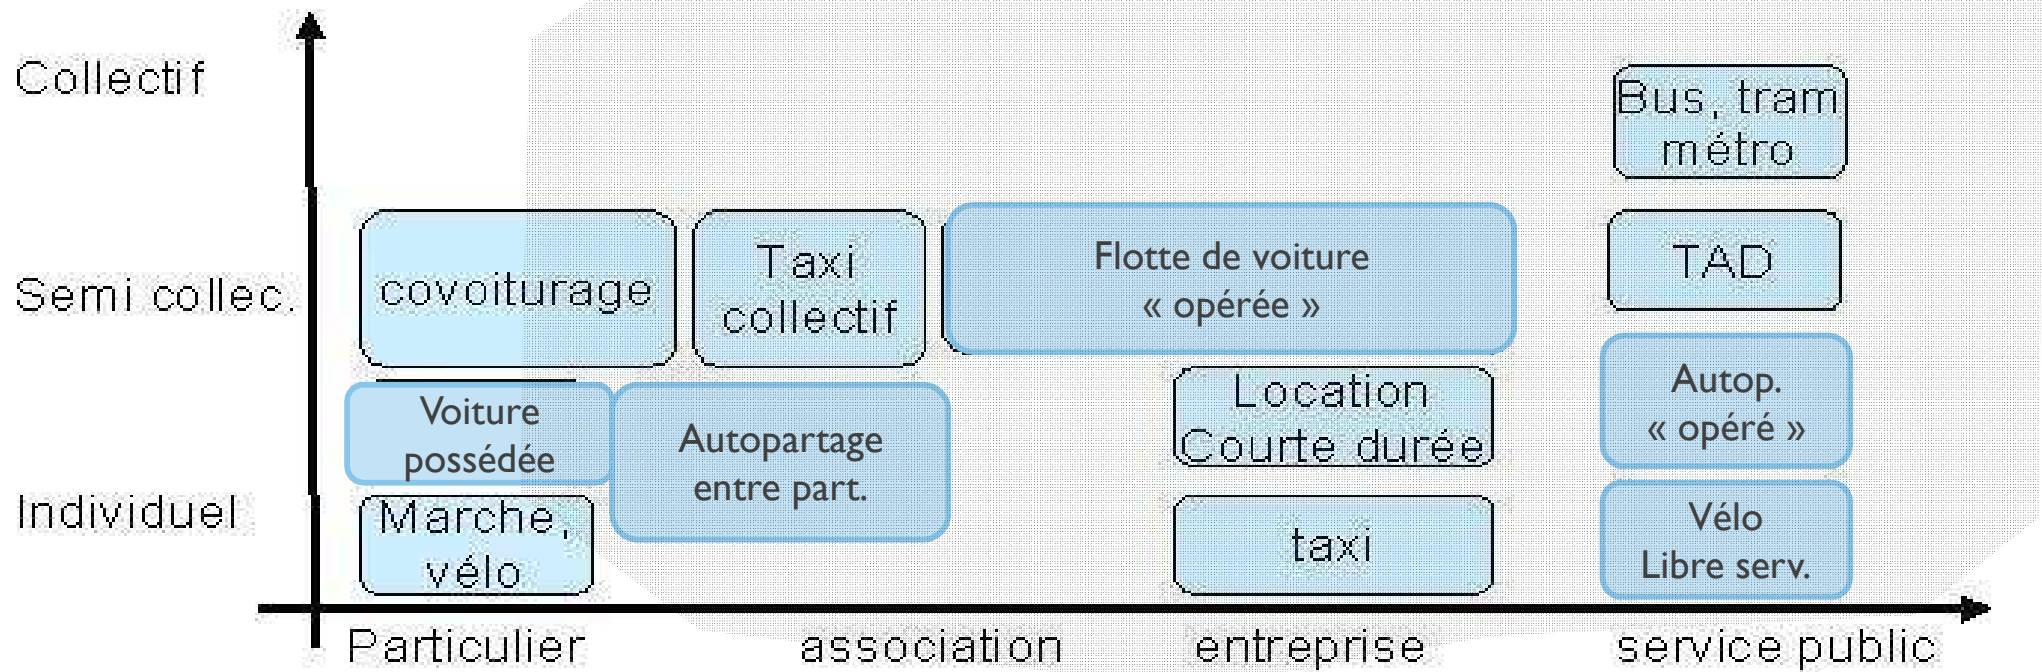 Collectif
Bus, tram
métro
Semi collec.
covoiturage
Taxi
collectif
Flotte de voiture
« opérée »
TAD
Voiture
possédée
Autopartage
entre part.
Location
Courte durée
Autop.
« opéré »
Individuel
Marche,
vélo
taxi
Vélo
Libre serv.
Particulier
association
entreprise
service public